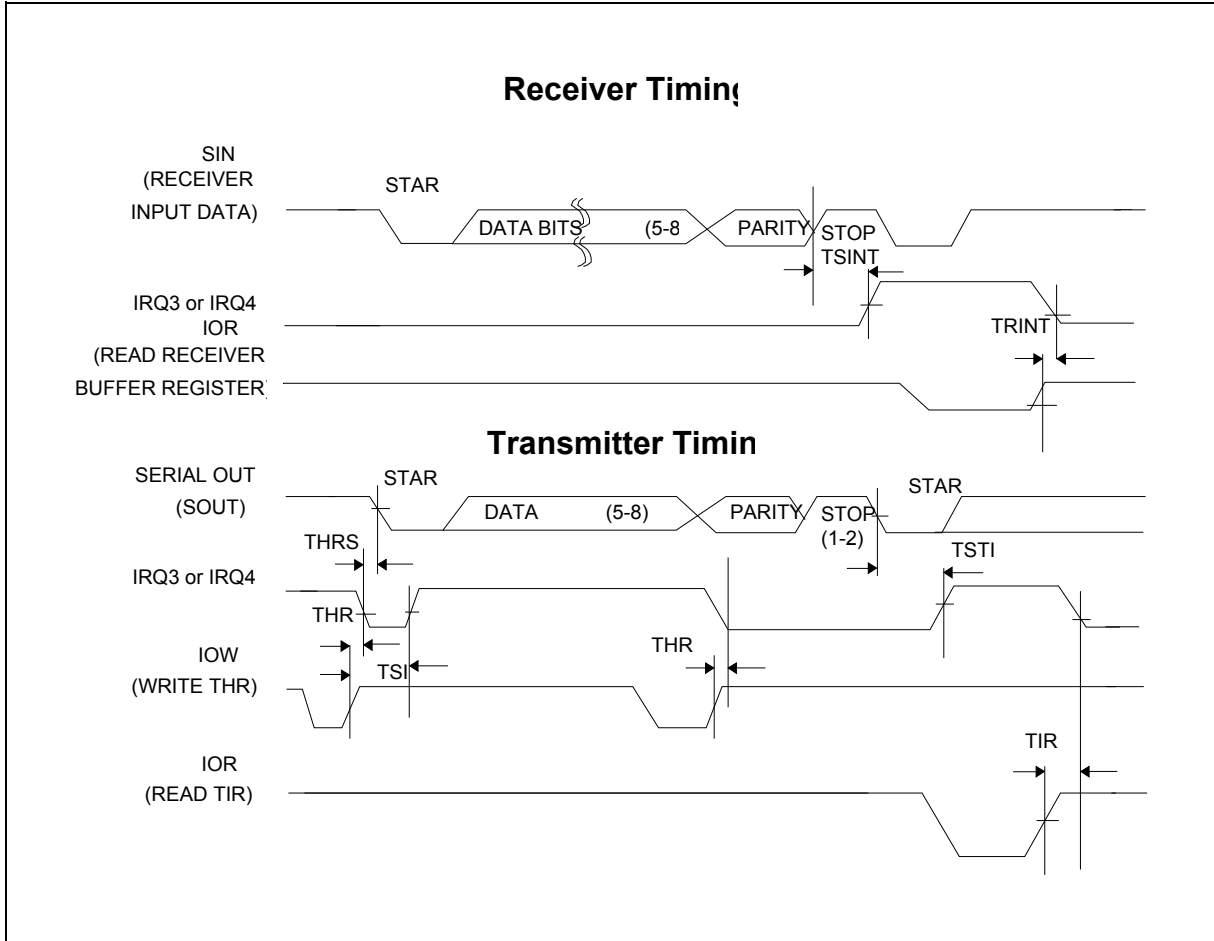 Receiver Timing
SIN
(RECEIVER
INPUT DATA)
STAR
DATA BITS
(5-8
PARITY
STOP
TSINT
IRQ3 or IRQ4
IOR
(READ RECEIVER
BUFFER REGISTER)
TRINT
Transmitter Timin
SERIAL OUT
(SOUT)
STAR
DATA
(5-8)
PARITY
STOP
(1-2)
STAR
THRS
TSTI
IRQ3 or IRQ4
THR
THR
IOW
(WRITE THR)
TSI
TIR
IOR
(READ TIR)